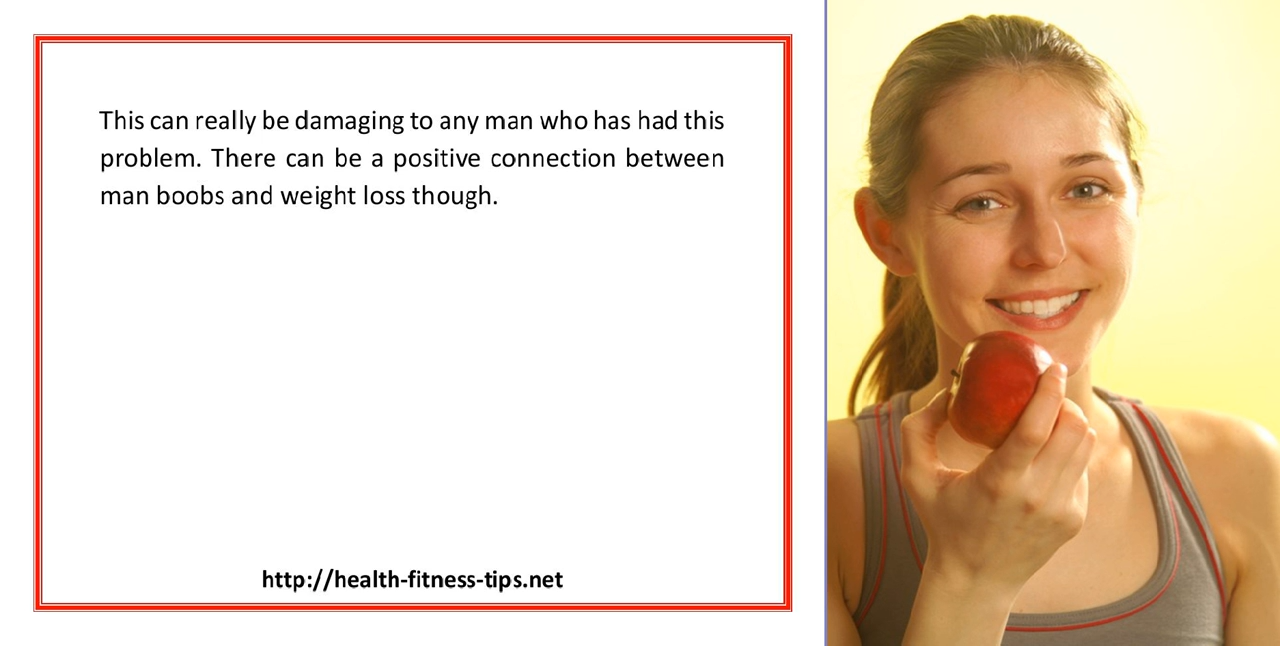 This can really be damaging to any man who has had this
problem. There can be a positive connection between
man boobs and weight loss though.
http://health-fitness-tips.net